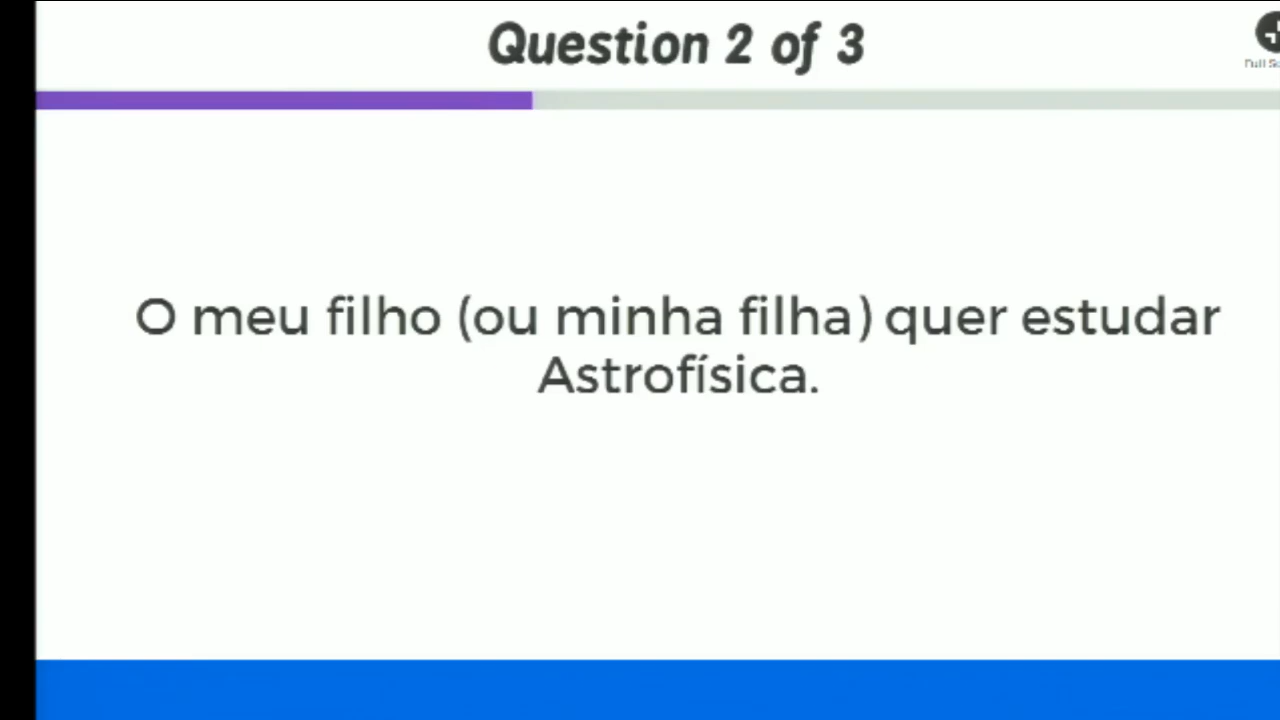 Question 2 of 3
O meu filho (ou minha filha) quer estudar
Astrofísica.